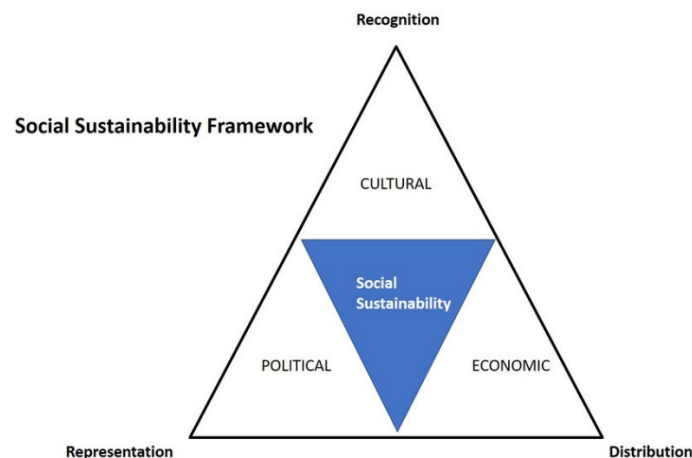 Recognition
Social Sustainability Framework
CULTURAL
Social
Sustainability
POLITICAL
ECONOMIC
Representation
Distribution